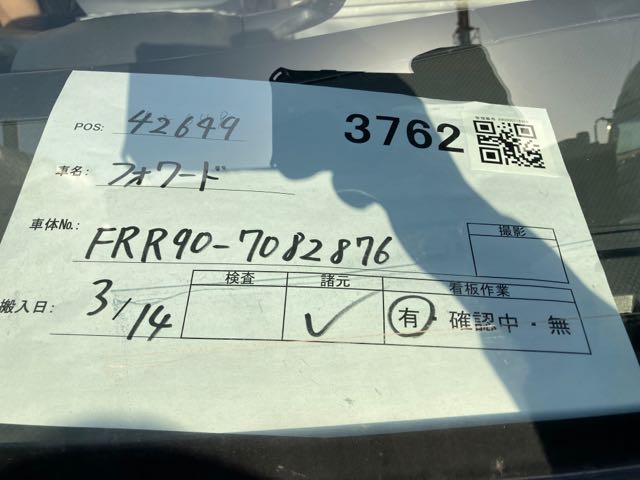 POS: 42649
3762
車名: フォワード
車体No.: FRR90-7082876
撮影
搬入日: 3/14
検査 諸元 看板作業
✓ 有・確認中・無